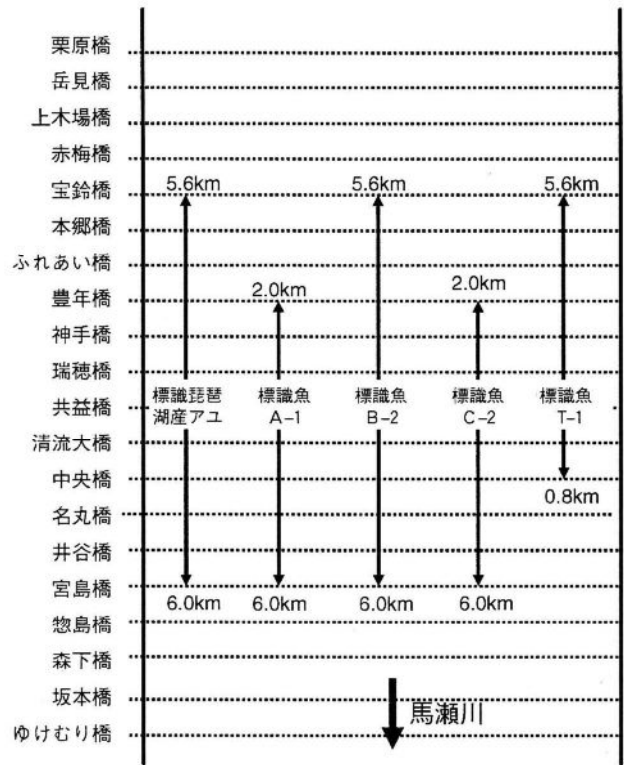 栗原橋
岳見橋
上木場橋
赤梅橋
宝鈴橋 5.6km 5.6km 5.6km
本郷橋
ふれあい橋
豊年橋 2.0km 2.0km
神手橋
瑞穂橋
共益橋 標識琵琶 標識魚 標識魚 標識魚 標識魚
湖産アユ A-1 B-2 C-2 T-1
清流大橋
中央橋
0.8km
名丸橋
井谷橋
宮島橋
6.0km 6.0km 6.0km 6.0km
惣島橋
森下橋
坂本橋
馬瀬川
ゆけむり橋